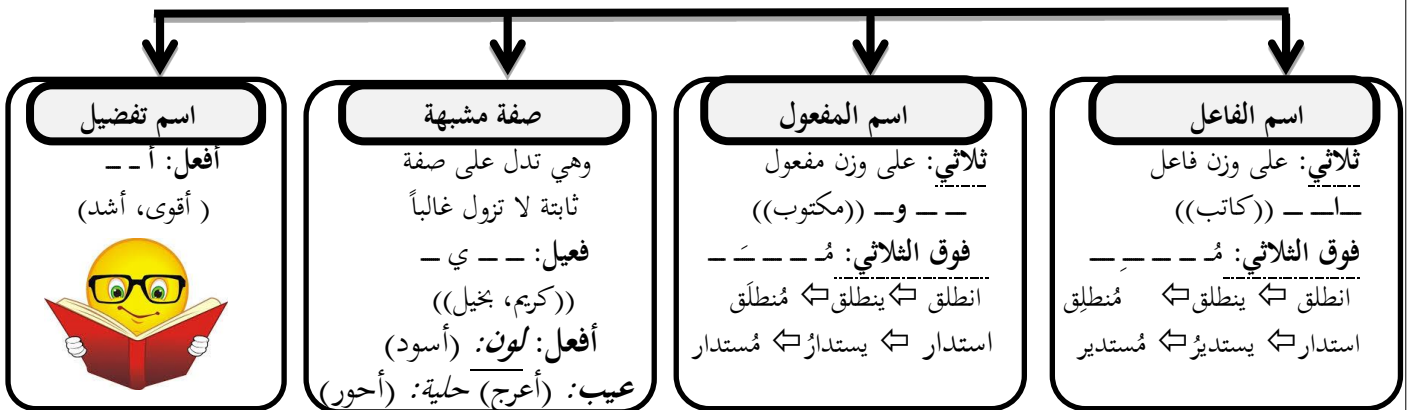 اسم الفاعل
ثلاثي: على وزن فاعل
ـاـ ـ ((كاتب))
فوق الثلاثي: مُـ ـ ـ ـِ ـ
انطلق ⇦ ينطلق ⇦ مُنطلِق
استدار ⇦ يستديرُ ⇦ مُستدير
اسم المفعول
ثلاثي: على وزن مفعول
ـ ـ وـ ((مكتوب))
فوق الثلاثي: مُـ ـ ـ ـَ ـ
انطلق ⇦ ينطلق ⇦ مُنطلَق
استدار ⇦ يستدارُ ⇦ مُستدار
صفة مشبهة
وهي تدل على صفة
ثابتة لا تزول غالباً
فعيل: ـ ـ ي ـ
((كريم، بخيل))
أفعل: لون: (أسود)
عيب: (أعرج) حلية: (أحور)
اسم تفضيل
أفعل: أ ـ ـ
( أقوى، أشد)